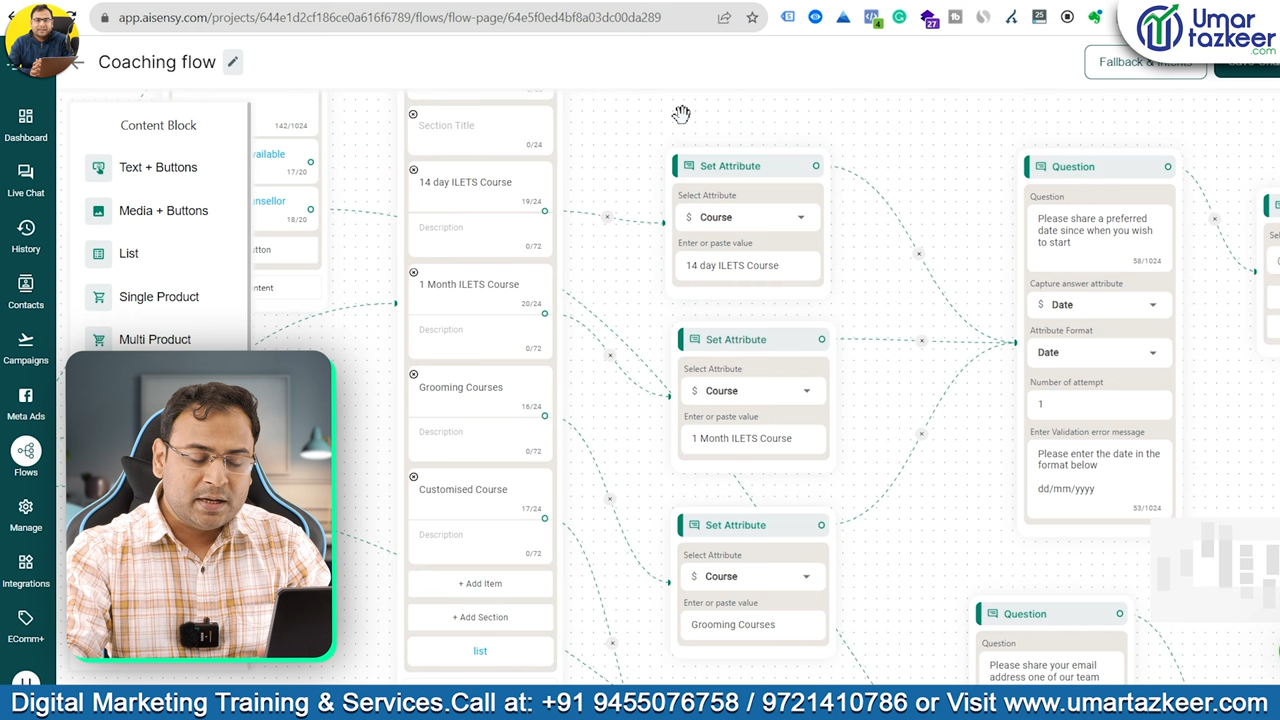 app.aisensy.com/projects/644e1d2cf186ce0a616f6789/flows/flow-page/64e5f0ed4bf8a03dc00da289
4
27
25
Umar
tazkeer
.com
Coaching flow
Fallback & Intents
Dashboard
Live Chat
History
Contacts
Campaigns
Meta Ads
Flows
Manage
Integrations
EComm+
Content Block
Text + Buttons
Media + Buttons
List
Single Product
Multi Product
142/1024
17/20
18/20
Section Title
0/24
14 day ILETS Course
19/24
Description
0/72
1 Month ILETS Course
20/24
Description
0/72
Grooming Courses
16/24
Description
0/72
Customised Course
17/24
Description
0/72
+ Add Item
+ Add Section
list
Set Attribute
Select Attribute
$ Course
Enter or paste value
14 day ILETS Course
Set Attribute
Select Attribute
$ Course
Enter or paste value
1 Month ILETS Course
Set Attribute
Select Attribute
$ Course
Enter or paste value
Grooming Courses
Question
Question
Please share a preferred
date since when you wish
to start
58/1024
Capture answer attribute
$ Date
Attribute Format
Date
Number of attempt
1
Enter Validation error message
Please enter the date in the
format below
dd/mm/yyyy
53/1024
Question
Question
Please share your email
address one of our team
Digital Marketing Training & Services.Call at: +91 9455076758 / 9721410786 or Visit www.umartazkeer.com